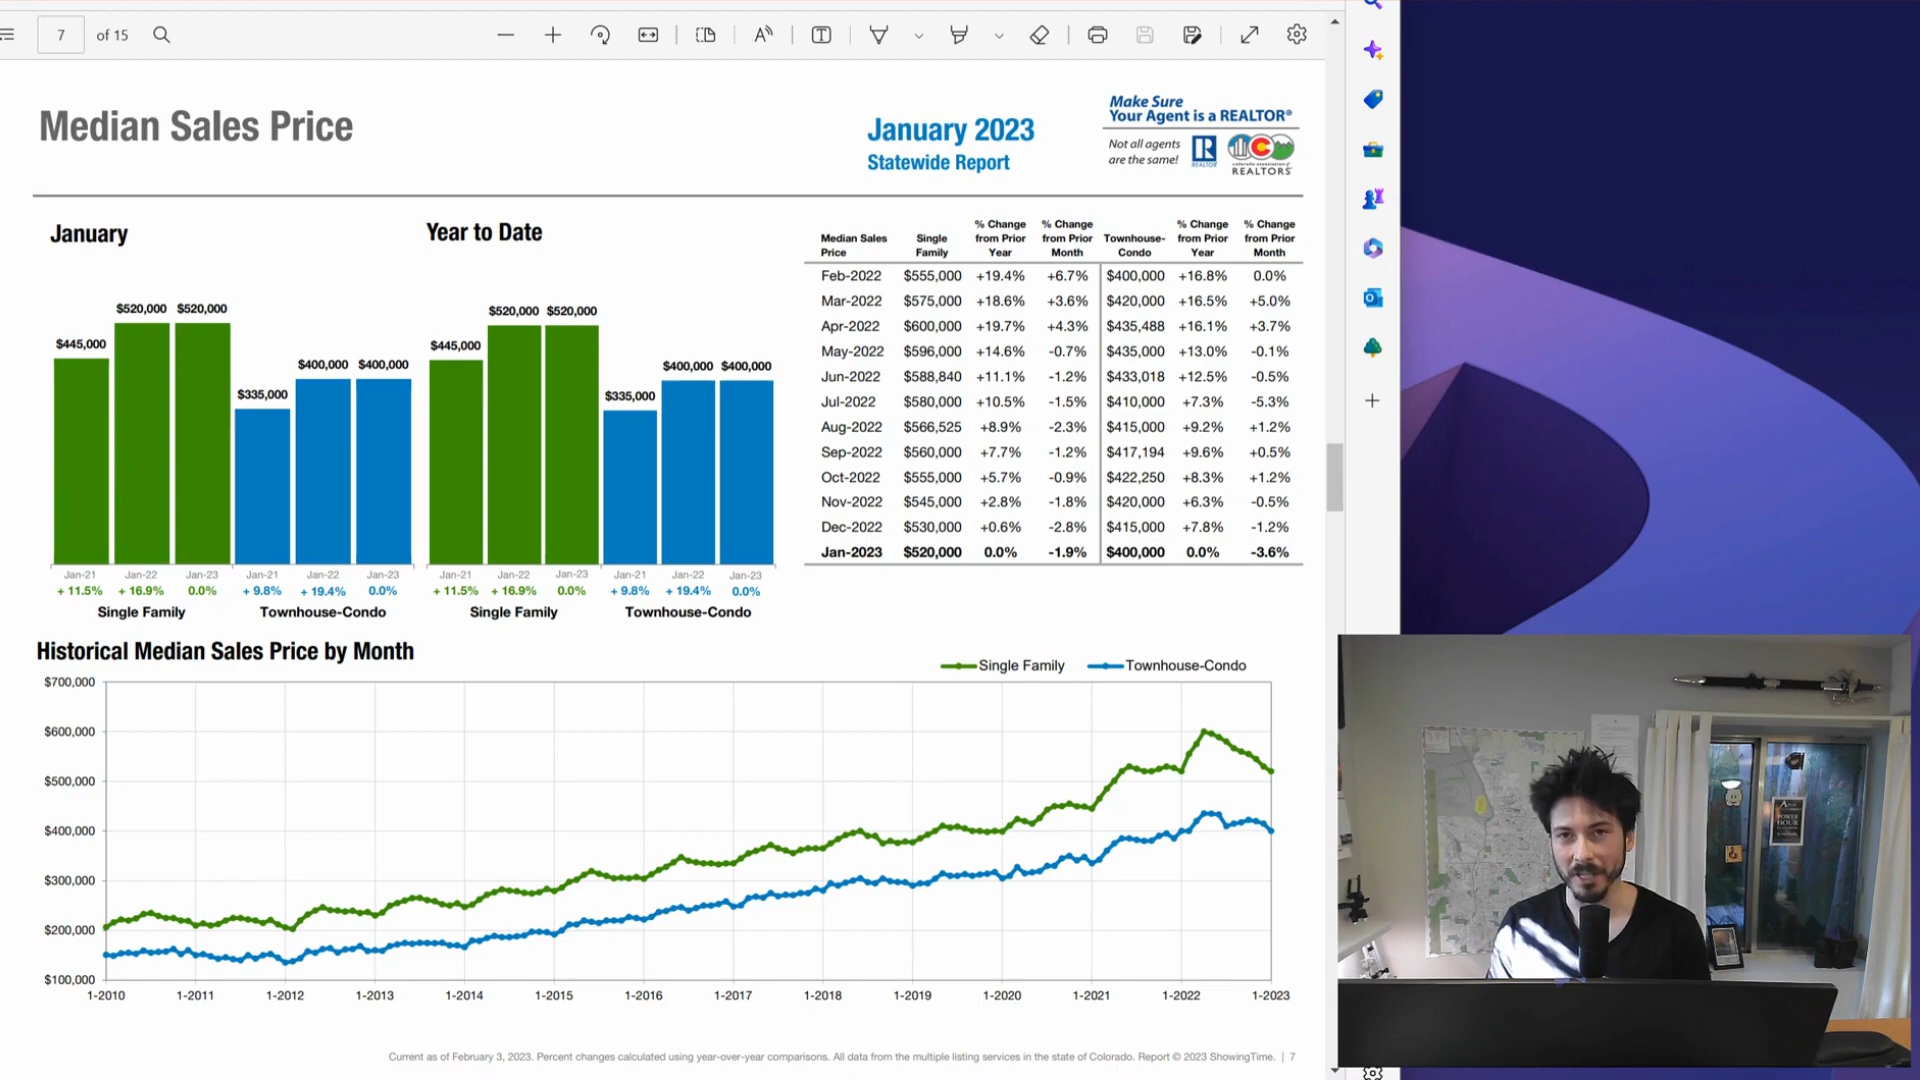 7 of 15
Median Sales Price
January 2023
Statewide Report
Make Sure
Your Agent is a REALTOR®
Not all agents
are the same!
REALTOR
colorado association of
REALTORS®
January
$445,000
$520,000
$520,000
$335,000
$400,000
$400,000
Jan-21 Jan-22 Jan-23 Jan-21 Jan-22 Jan-23
+ 11.5% + 16.9% 0.0% + 9.8% + 19.4% 0.0%
Single Family Townhouse-Condo
Year to Date
$445,000
$520,000
$520,000
$335,000
$400,000
$400,000
Jan-21 Jan-22 Jan-23 Jan-21 Jan-22 Jan-23
+ 11.5% + 16.9% 0.0% + 9.8% + 19.4% 0.0%
Single Family Townhouse-Condo
% Change % Change % Change % Change
Median Sales Single from Prior from Prior Townhouse- from Prior from Prior
Price Family Year Month Condo Year Month
Feb-2022 $555,000 +19.4% +6.7% $400,000 +16.8% 0.0%
Mar-2022 $575,000 +18.6% +3.6% $420,000 +16.5% +5.0%
Apr-2022 $600,000 +19.7% +4.3% $435,488 +16.1% +3.7%
May-2022 $596,000 +14.6% -0.7% $435,000 +13.0% -0.1%
Jun-2022 $588,840 +11.1% -1.2% $433,018 +12.5% -0.5%
Jul-2022 $580,000 +10.5% -1.5% $410,000 +7.3% -5.3%
Aug-2022 $566,525 +8.9% -2.3% $415,000 +9.2% +1.2%
Sep-2022 $560,000 +7.7% -1.2% $417,194 +9.6% +0.5%
Oct-2022 $555,000 +5.7% -0.9% $422,250 +8.3% +1.2%
Nov-2022 $545,000 +2.8% -1.8% $420,000 +6.3% -0.5%
Dec-2022 $530,000 +0.6% -2.8% $415,000 +7.8% -1.2%
Jan-2023 $520,000 0.0% -1.9% $400,000 0.0% -3.6%
Historical Median Sales Price by Month
Single Family Townhouse-Condo
$700,000
$600,000
$500,000
$400,000
$300,000
$200,000
$100,000
1-2010 1-2011 1-2012 1-2013 1-2014 1-2015 1-2016 1-2017 1-2018 1-2019 1-2020 1-2021 1-2022 1-2023
Current as of February 3, 2023. Percent changes calculated using year-over-year comparisons. All data from the multiple listing services in the state of Colorado. Report © 2023 ShowingTime. | 7
POWER
HOUR